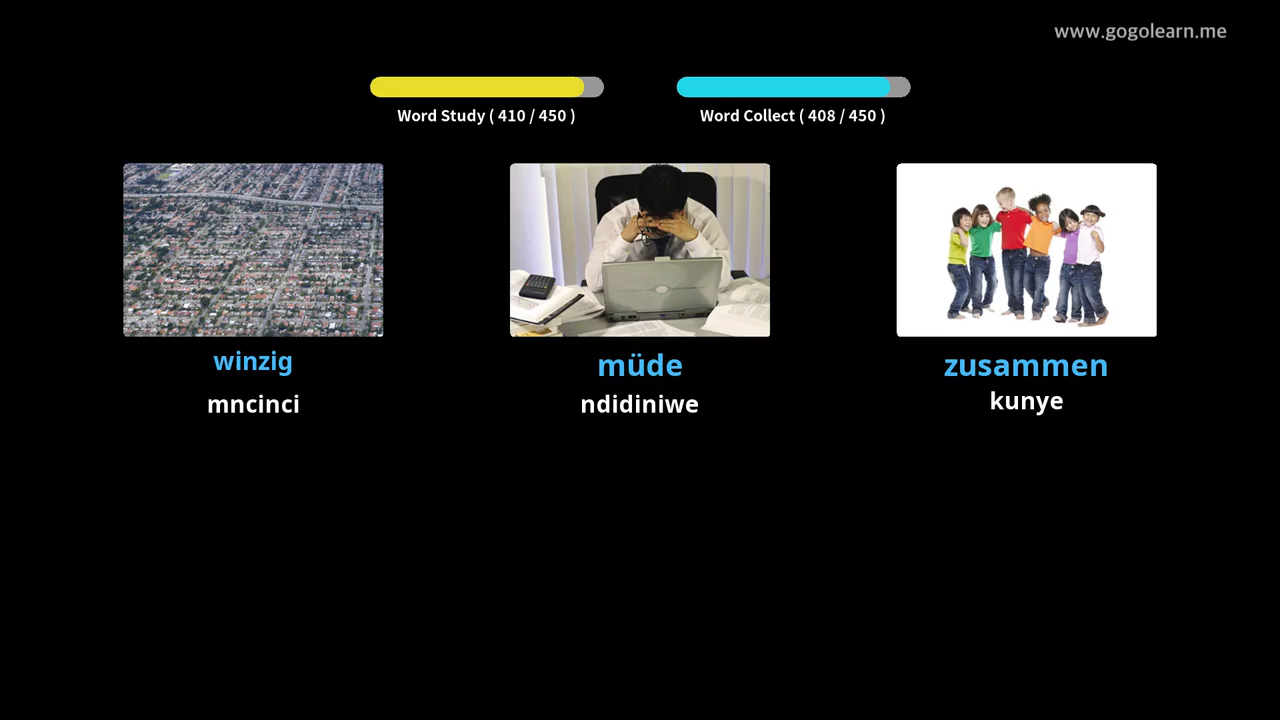 www.gogolearn.me
Word Study ( 410 / 450 )
Word Collect ( 408 / 450 )
winzig
mncinci
müde
ndidiniwe
zusammen
kunye